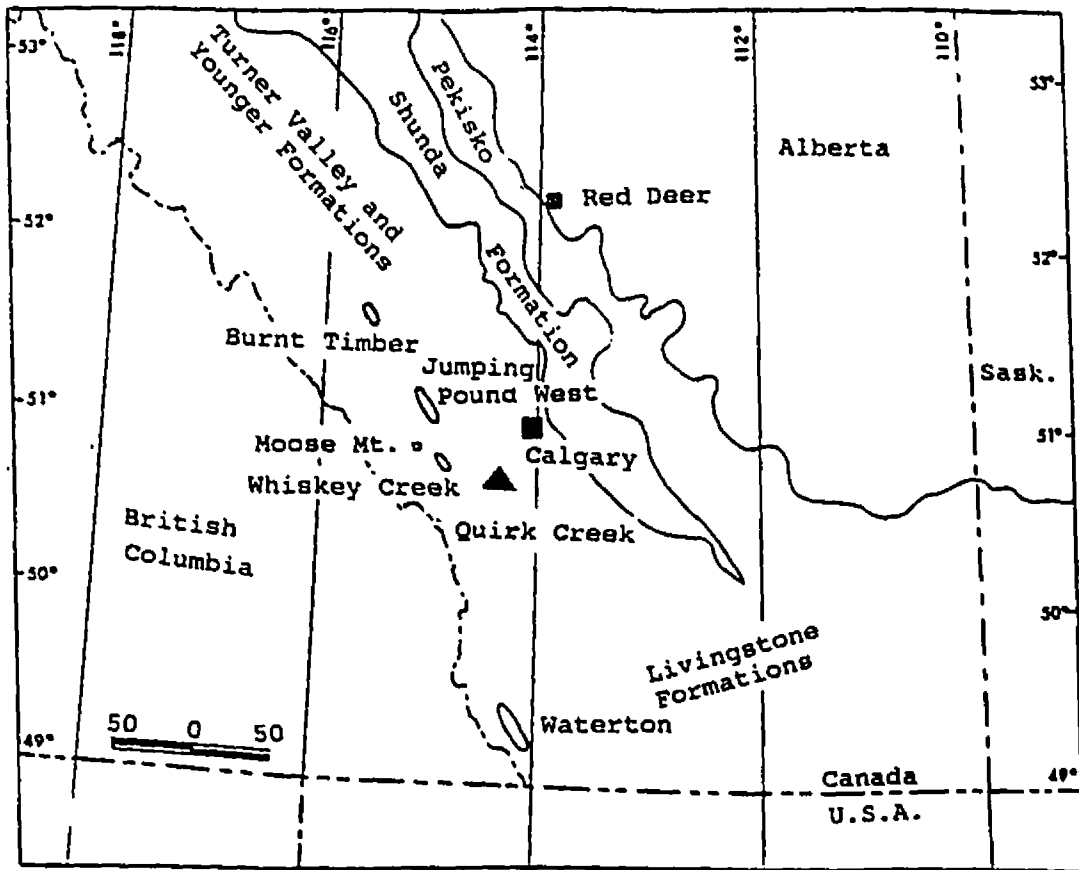 118°
116°
114°
112°
110°
53°
53°
Turner Valley and
Younger Formations
Shunda
Pekisko
Alberta
Red Deer
52°
52°
Formation
Burnt Timber
Jumping
Pound West
Sask.
51°
51°
Moose Mt.
Calgary
Whiskey Creek
British
Columbia
Quirk Creek
50°
50°
Livingstone
Formations
Waterton
50 0 50
49°
49°
Canada
U.S.A.